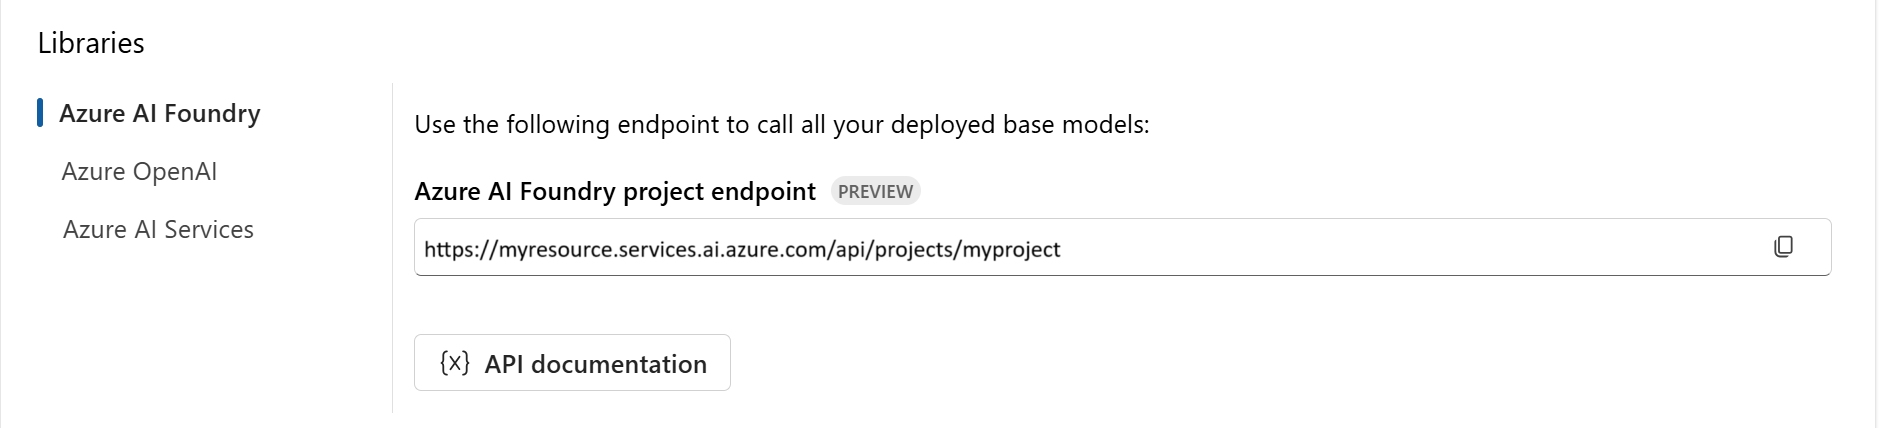 Libraries
Azure AI Foundry
Azure OpenAI
Azure AI Services
Use the following endpoint to call all your deployed base models:
Azure AI Foundry project endpoint PREVIEW
https://myresource.services.ai.azure.com/api/projects/myproject
{x} API documentation